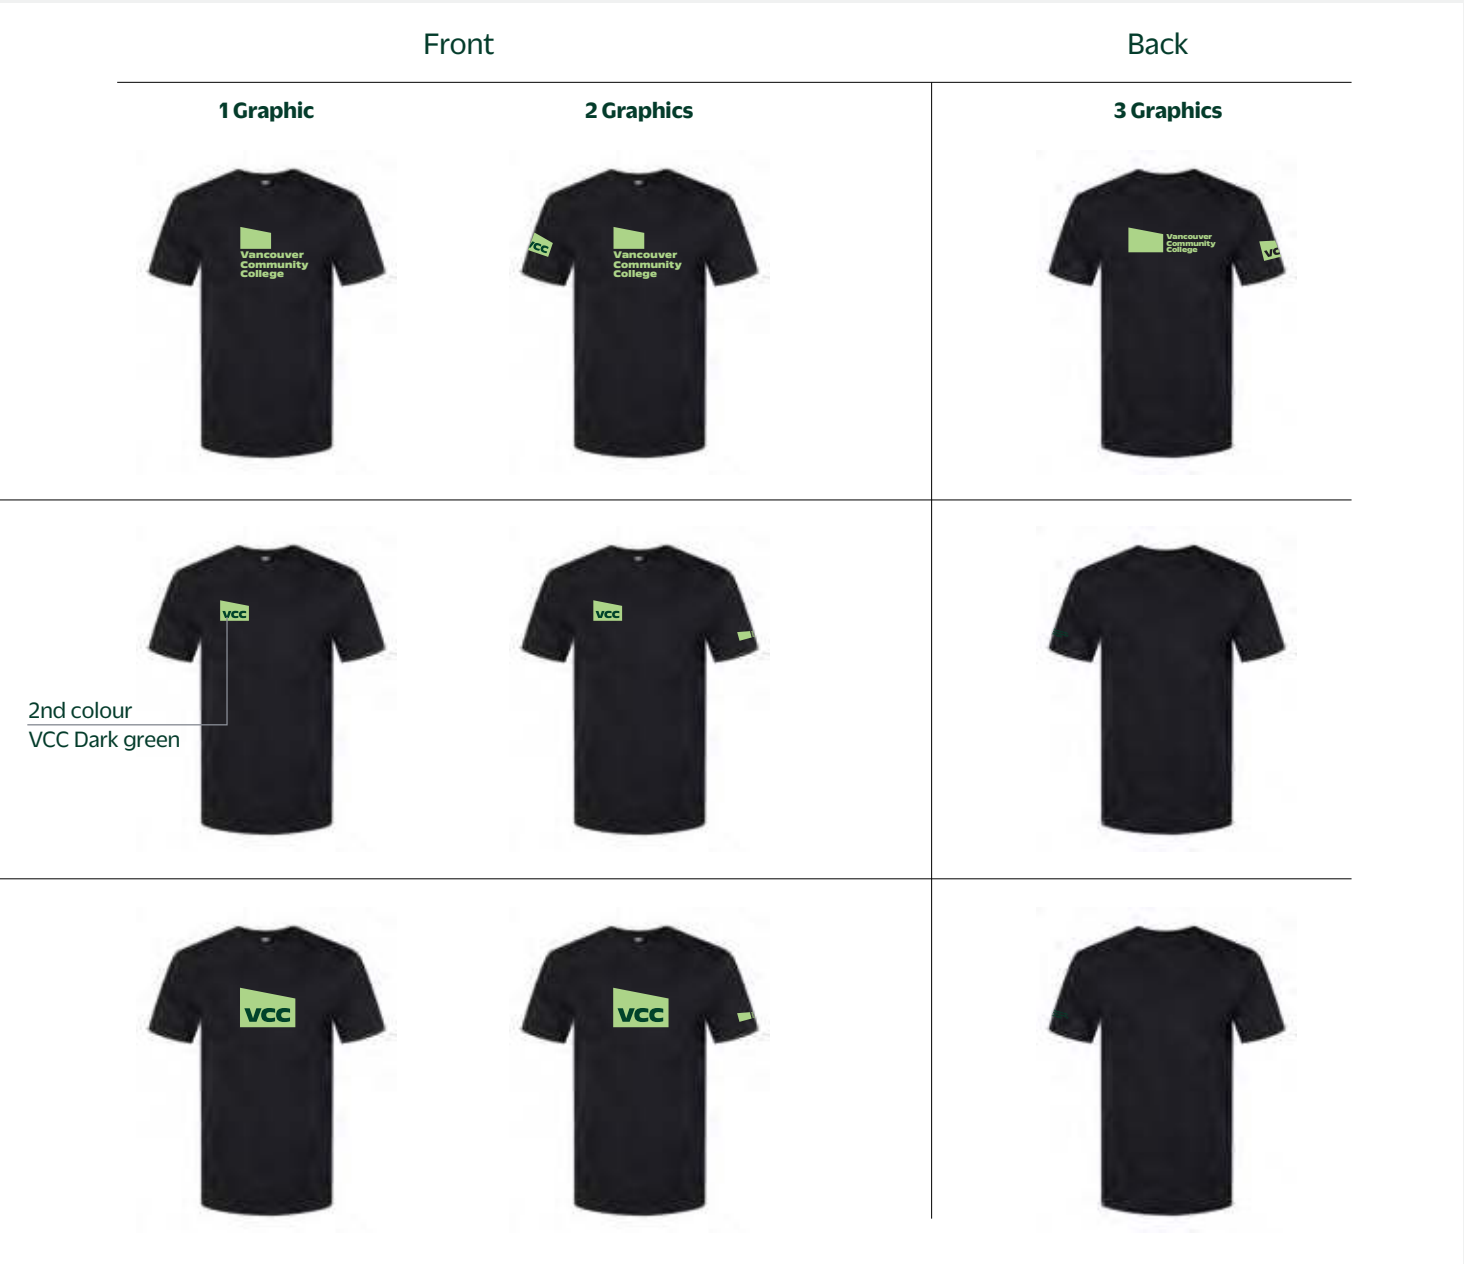 Front
Back
1 Graphic
2 Graphics
3 Graphics
Vancouver
Community
College
VCC
Vancouver
Community
College
Vancouver
Community
College
VC
VCC
VCC
2nd colour
VCC Dark green
VCC
VCC